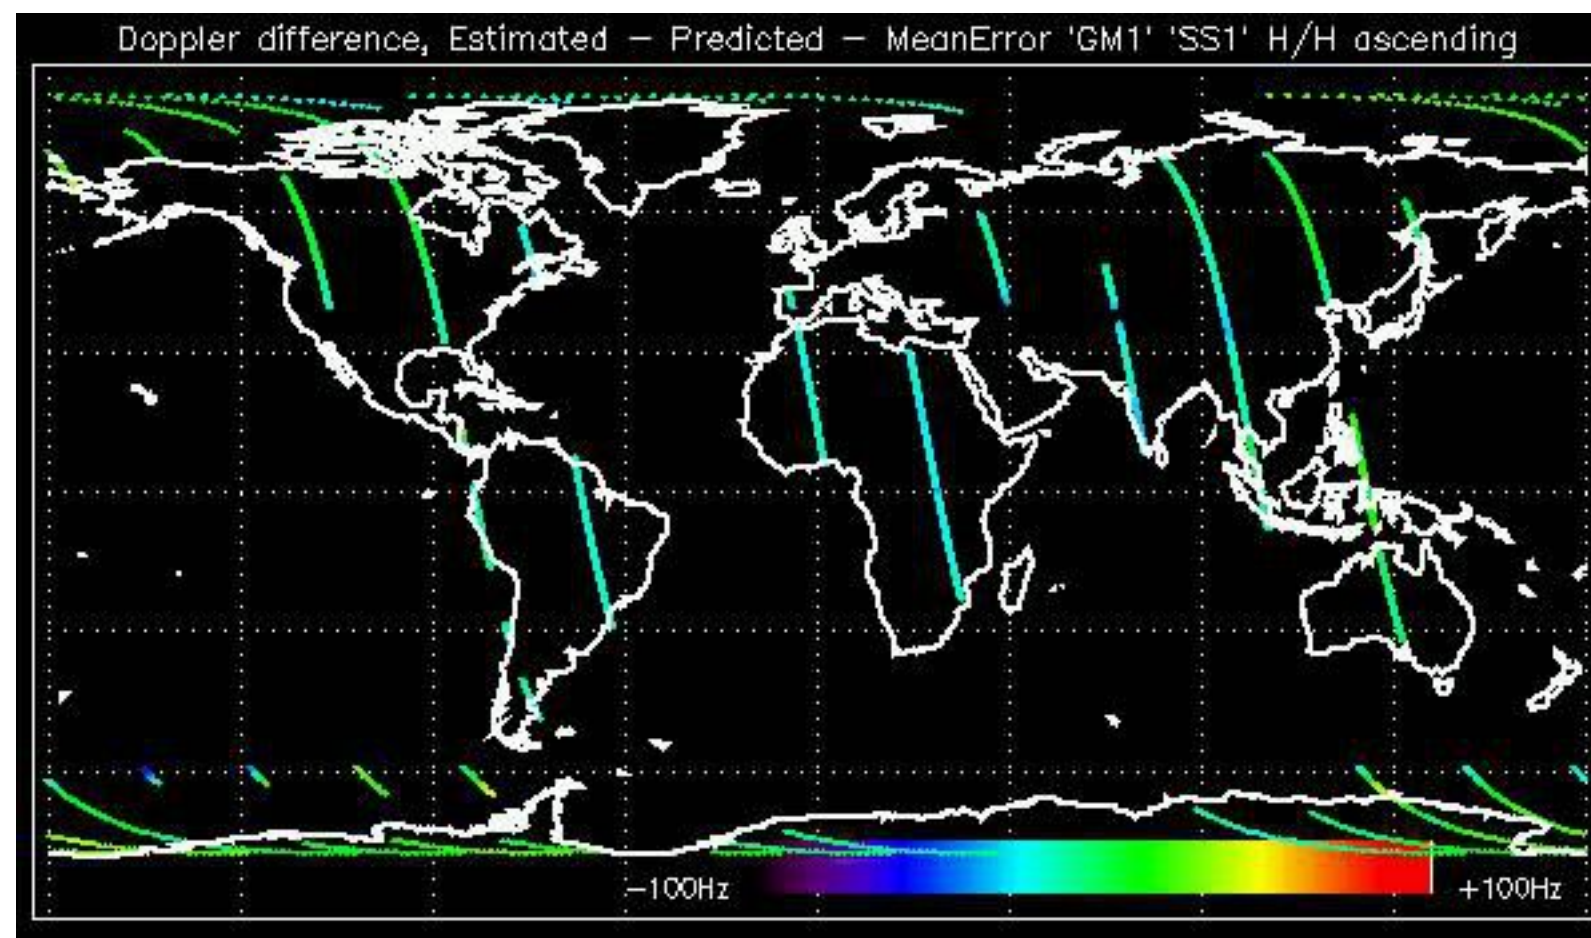 Doppler difference, Estimated – Predicted – MeanError 'GM1' 'SS1' H/H ascending
–100Hz
+100Hz